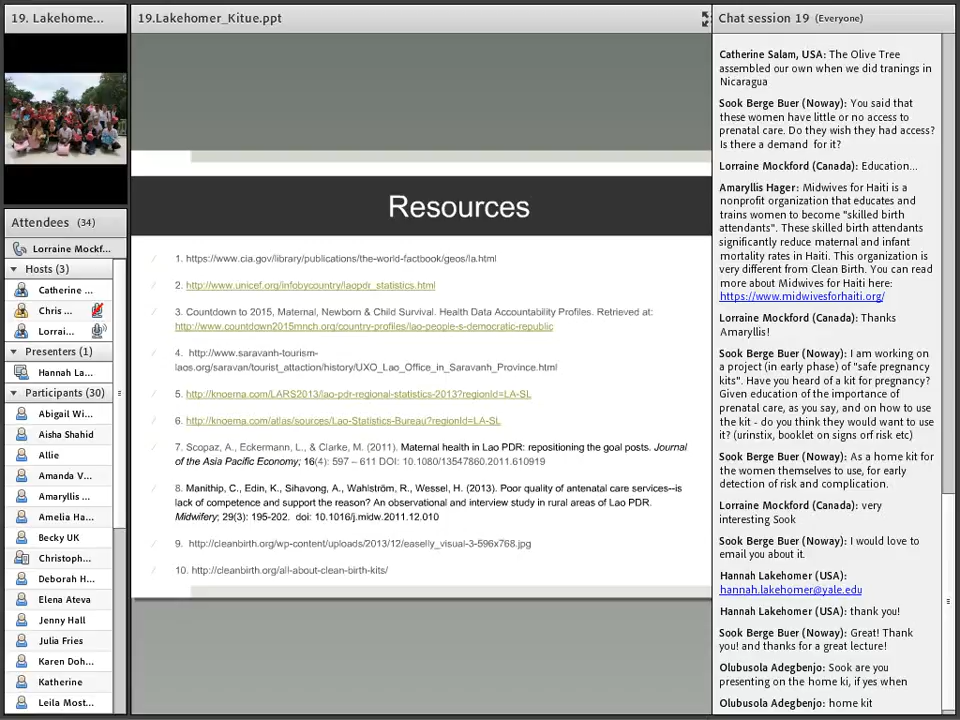 19. Lakehome...
19.Lakehomer_Kitue.ppt
Chat session 19 (Everyone)
Attendees (34)
Lorraine Mockf...
Hosts (3)
Catherine ...
Chris ...
Lorrai...
Presenters (1)
Hannah La...
Participants (30)
Abigail Wi...
Aisha Shahid
Allie
Amanda V...
Amaryllis ...
Amelia Ha...
Becky UK
Christoph...
Deborah H...
Elena Ateva
Jenny Hall
Julia Fries
Karen Doh...
Katherine
Leila Most...
Resources
1. https://www.cia.gov/library/publications/the-world-factbook/geos/la.html
2. http://www.unicef.org/infobycountry/laopdr_statistics.html
3. Countdown to 2015, Maternal, Newborn & Child Survival. Health Data Accountability Profiles. Retrieved at:
http://www.countdown2015mnch.org/country-profiles/lao-people-s-democratic-republic
4. http://www.saravanh-tourism-
laos.org/saravan/tourist_attaction/history/UXO_Lao_Office_in_Saravanh_Province.html
5. http://knoema.com/LARS2013/lao-pdr-regional-statistics-2013?regionId=LA-SL
6. http://knoema.com/atlas/sources/Lao-Statistics-Bureau?regionId=LA-SL
7. Scopaz, A., Eckermann, L., & Clarke, M. (2011). Maternal health in Lao PDR: repositioning the goal posts. Journal
of the Asia Pacific Economy; 16(4): 597 – 611 DOI: 10.1080/13547860.2011.610919
8. Manithip, C., Edin, K., Sihavong, A., Wahlström, R., Wessel, H. (2013). Poor quality of antenatal care services--is
lack of competence and support the reason? An observational and interview study in rural areas of Lao PDR.
Midwifery; 29(3): 195-202. doi: 10.1016/j.midw.2011.12.010
9. http://cleanbirth.org/wp-content/uploads/2013/12/easelly_visual-3-596x768.jpg
10. http://cleanbirth.org/all-about-clean-birth-kits/
Catherine Salam, USA: The Olive Tree
assembled our own when we did tranings in
Nicaragua
Sook Berge Buer (Noway): You said that
these women have little or no access to
prenatal care. Do they wish they had access?
Is there a demand for it?
Lorraine Mockford (Canada): Education...
Amaryllis Hager: Midwives for Haiti is a
nonprofit organization that educates and
trains women to become "skilled birth
attendants". These skilled birth attendants
significantly reduce maternal and infant
mortality rates in Haiti. This organization is
very different from Clean Birth. You can read
more about Midwives for Haiti here:
https://www.midwivesforhaiti.org/
Lorraine Mockford (Canada): Thanks
Amaryllis!
Sook Berge Buer (Noway): I am working on
a project (in early phase) of "safe pregnancy
kits". Have you heard of a kit for pregnancy?
Given education of the importance of
prenatal care, as you say, and on how to use
the kit - do you think they would want to use
it? (urinstix, booklet on signs orf risk etc)
Sook Berge Buer (Noway): As a home kit for
the women themselves to use, for early
detection of risk and complication.
Lorraine Mockford (Canada): very
interesting Sook
Sook Berge Buer (Noway): I would love to
email you about it.
Hannah Lakehomer (USA):
hannah.lakehomer@yale.edu
Hannah Lakehomer (USA): thank you!
Sook Berge Buer (Noway): Great! Thank
you! and thanks for a great lecture!
Olubusola Adegbenjo: Sook are you
presenting on the home ki, if yes when
Olubusola Adegbenjo: home kit